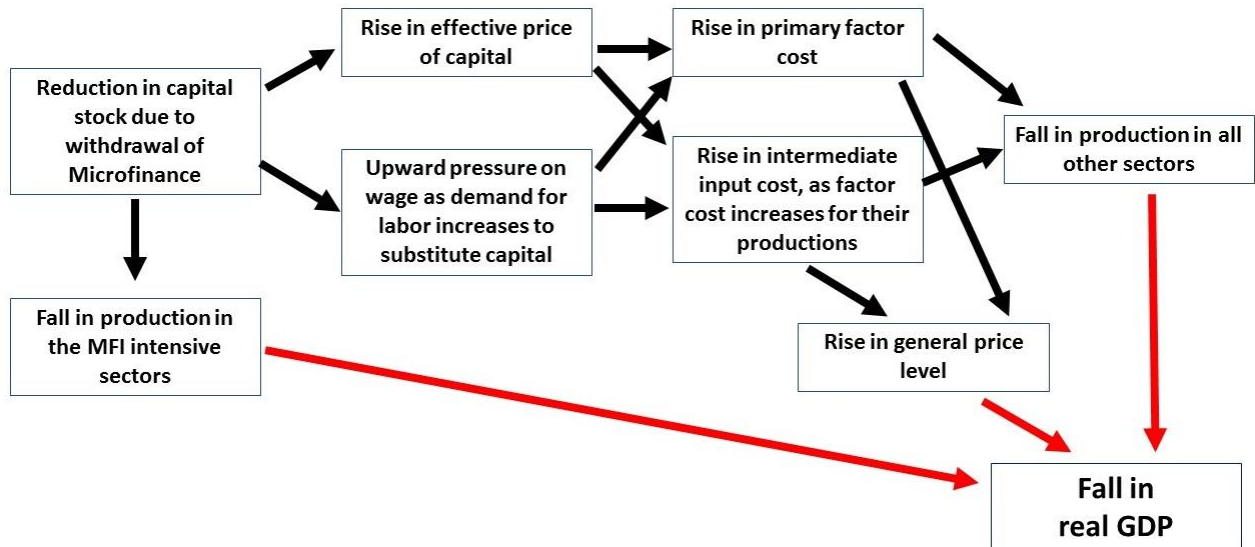 Reduction in capital
stock due to
withdrawal of
Microfinance
Rise in effective price
of capital
Upward pressure on
wage as demand for
labor increases to
substitute capital
Rise in primary factor
cost
Rise in intermediate
input cost, as factor
cost increases for their
productions
Fall in production in all
other sectors
Fall in production in
the MFI intensive
sectors
Rise in general price
level
Fall in
real GDP